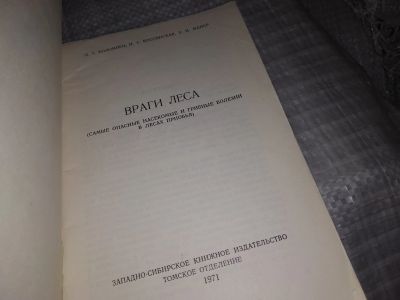 ВРАГИ ЛЕСА
(САМЫЕ ОПАСНЫЕ НАСЕКОМЫЕ И ГРИБНЫЕ БОЛЕЗНИ
В ЛЕСАХ ПРИОБЬЯ)
ЗАПАДНО-СИБИРСКОЕ КНИЖНОЕ ИЗДАТЕЛЬСТВО
ТОМСКОЕ ОТДЕЛЕНИЕ
1971